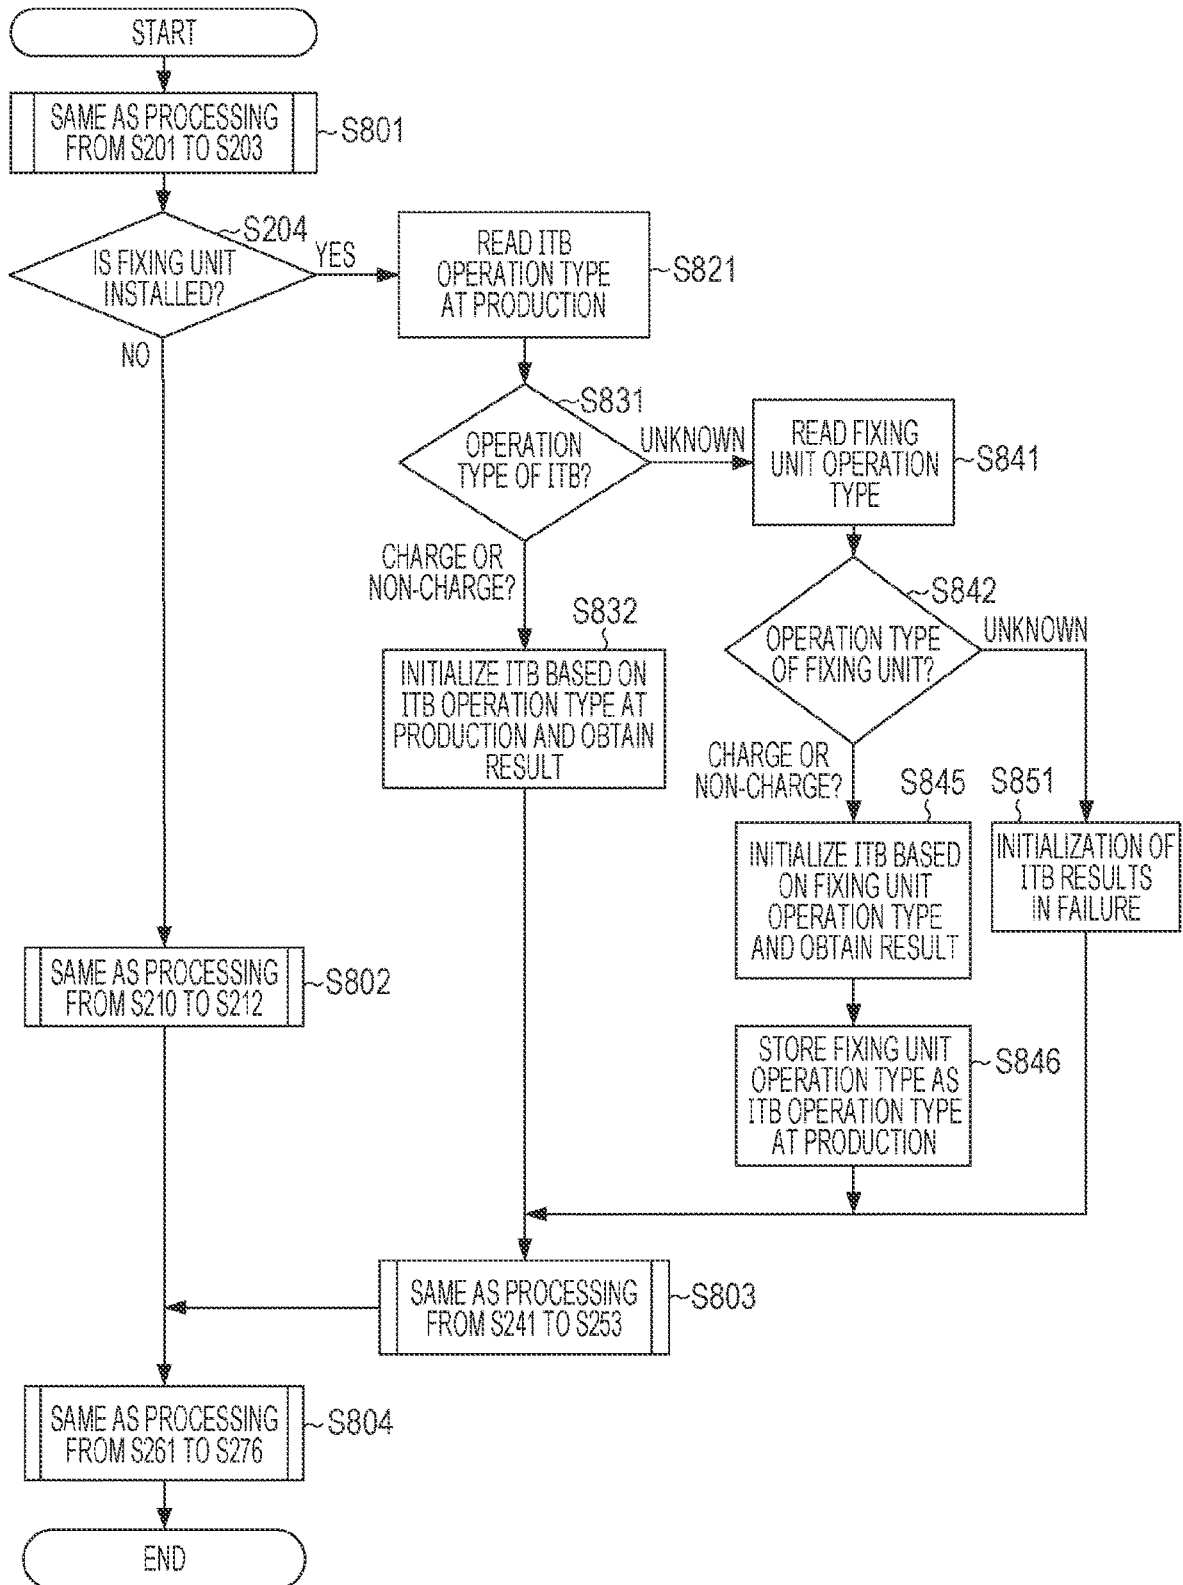 START
SAME AS PROCESSING
FROM S201 TO S203
S801
S204
IS FIXING UNIT
INSTALLED?
YES
NO
READ ITB
OPERATION TYPE
AT PRODUCTION
S821
S831
OPERATION
TYPE OF ITB?
UNKNOWN
CHARGE OR
NON-CHARGE?
READ FIXING
UNIT OPERATION
TYPE
S841
S842
OPERATION TYPE
OF FIXING UNIT?
UNKNOWN
CHARGE OR
NON-CHARGE?
S832
INITIALIZE ITB BASED ON
ITB OPERATION TYPE AT
PRODUCTION AND OBTAIN
RESULT
S845
INITIALIZE ITB BASED
ON FIXING UNIT
OPERATION TYPE
AND OBTAIN RESULT
S851
INITIALIZATION OF
ITB RESULTS
IN FAILURE
SAME AS PROCESSING
FROM S210 TO S212
S802
STORE FIXING UNIT
OPERATION TYPE AS
ITB OPERATION TYPE
AT PRODUCTION
S846
SAME AS PROCESSING
FROM S241 TO S253
S803
SAME AS PROCESSING
FROM S261 TO S276
S804
END